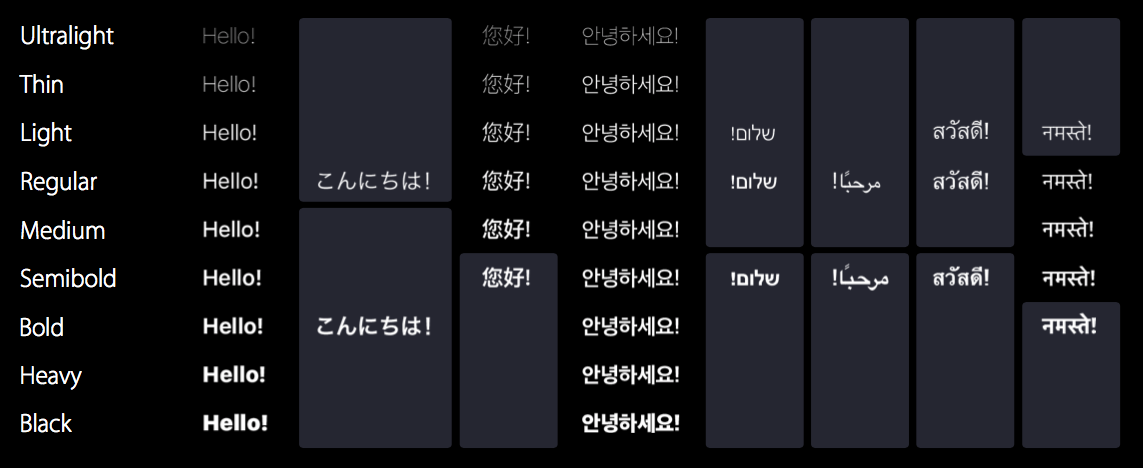 Ultralight Hello! 您好! 안녕하세요!
Thin Hello! 您好! 안녕하세요!
Light Hello! 您好! 안녕하세요! שלום! สวัสดี! नमस्ते!
Regular Hello! こんにちは! 您好! 안녕하세요! שלום! مرحبًا! สวัสดี! नमस्ते!
Medium Hello! 您好! 안녕하세요! नमस्ते!
Semibold Hello! 您好! 안녕하세요! שלום! مرحبًا! สวัสดี! नमस्ते!
Bold Hello! こんにちは! 안녕하세요! नमस्ते!
Heavy Hello! 안녕하세요!
Black Hello! 안녕하세요!